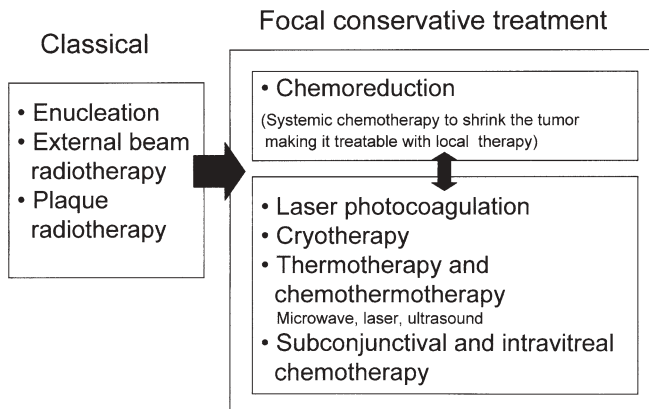 Classical
• Enucleation
• External beam
radiotherapy
• Plaque
radiotherapy
Focal conservative treatment
• Chemoreduction
(Systemic chemotherapy to shrink the tumor
making it treatable with local therapy)
• Laser photocoagulation
• Cryotherapy
• Thermotherapy and
chemothermotherapy
Microwave, laser, ultrasound
• Subconjunctival and intravitreal
chemotherapy